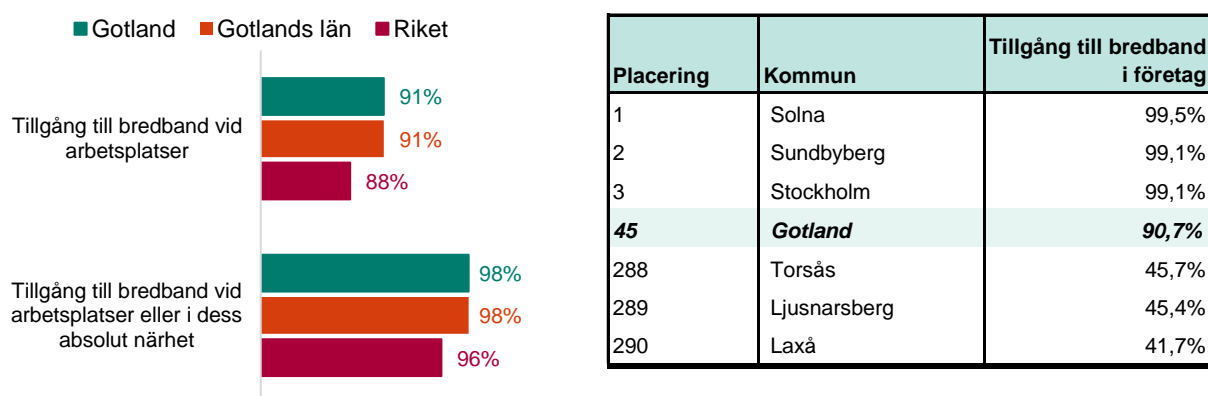 Gotland Gotlands län Riket
Tillgång till bredband vid
arbetsplatser
91%
91%
88%
Tillgång till bredband vid
arbetsplatser eller i dess
absolut närhet
98%
98%
96%
Placering Kommun Tillgång till bredband
i företag
1 Solna 99,5%
2 Sundbyberg 99,1%
3 Stockholm 99,1%
45 Gotland 90,7%
288 Torsås 45,7%
289 Ljusnarsberg 45,4%
290 Laxå 41,7%